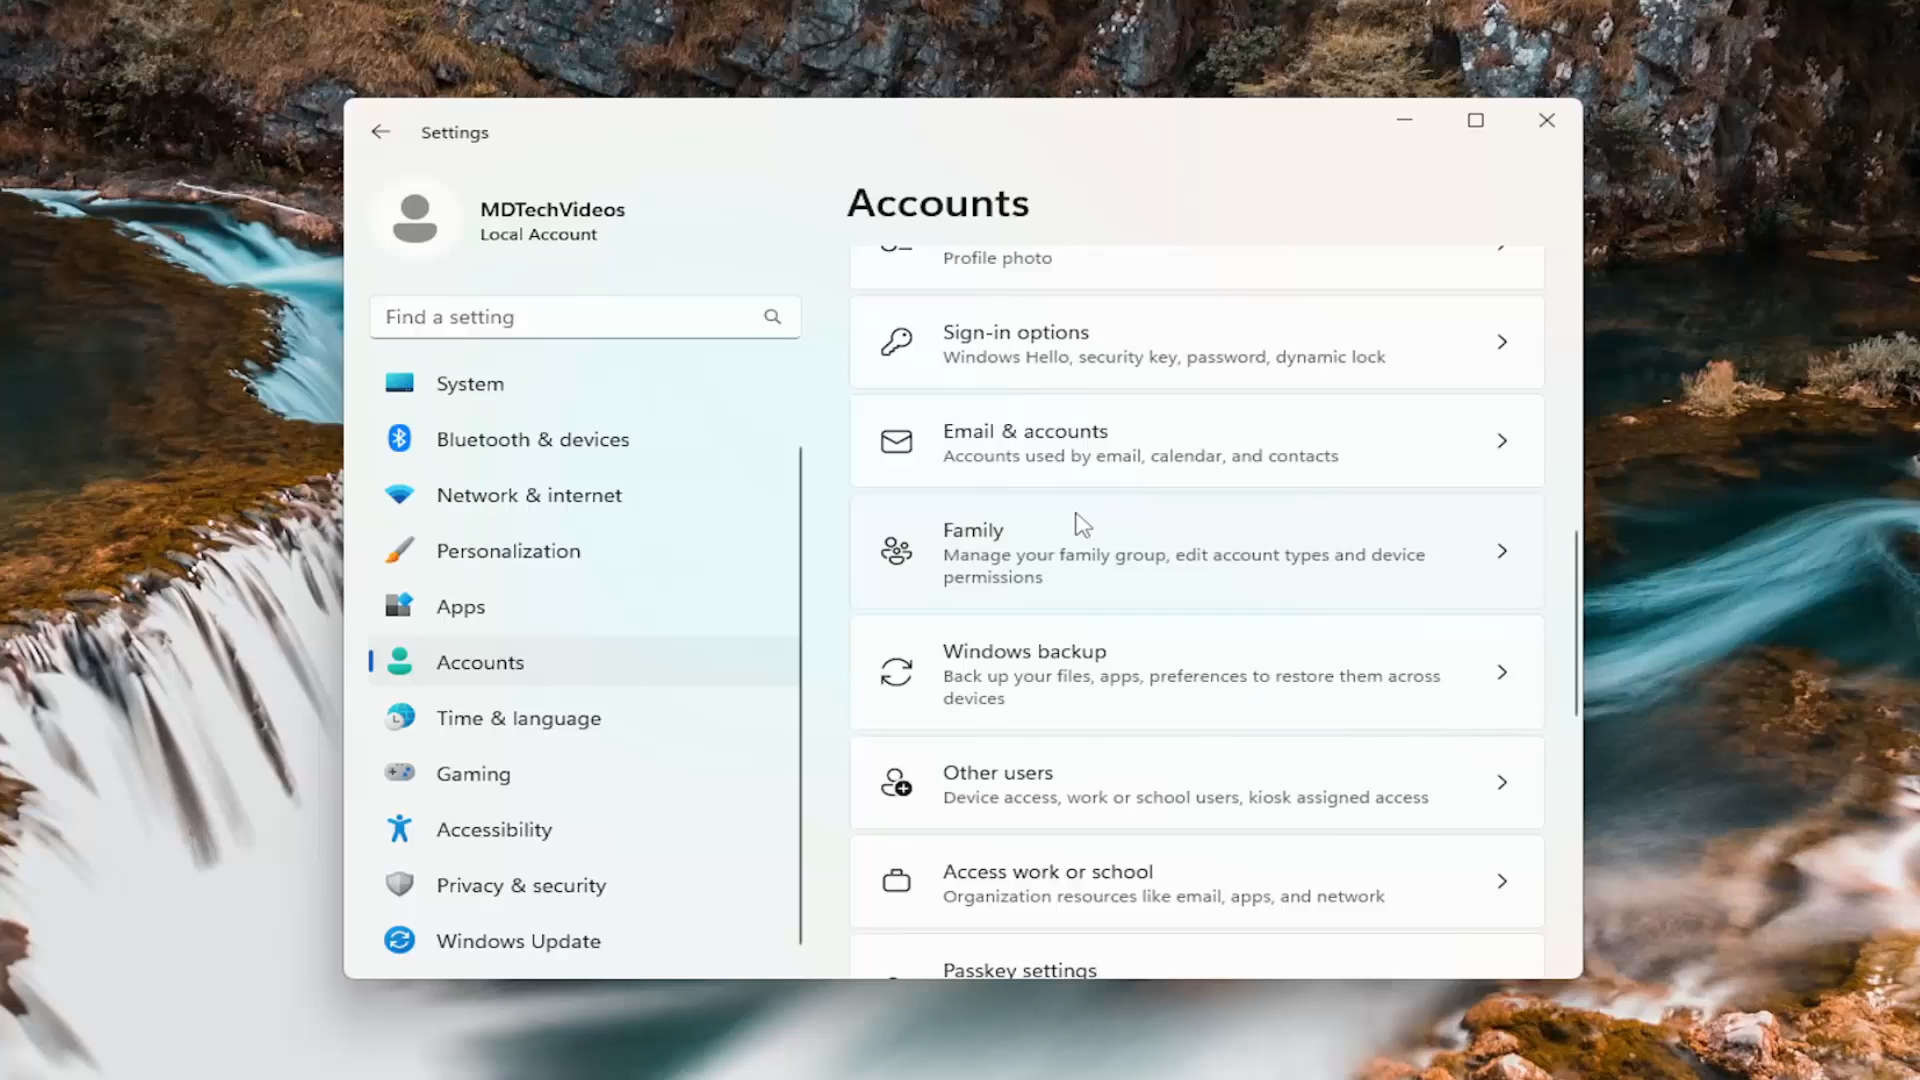 Settings
MDTechVideos
Local Account
Find a setting
System
Bluetooth & devices
Network & internet
Personalization
Apps
Accounts
Time & language
Gaming
Accessibility
Privacy & security
Windows Update
Accounts
Profile photo
Sign-in options
Windows Hello, security key, password, dynamic lock
Email & accounts
Accounts used by email, calendar, and contacts
Family
Manage your family group, edit account types and device
permissions
Windows backup
Back up your files, apps, preferences to restore them across
devices
Other users
Device access, work or school users, kiosk assigned access
Access work or school
Organization resources like email, apps, and network
Passkey settings